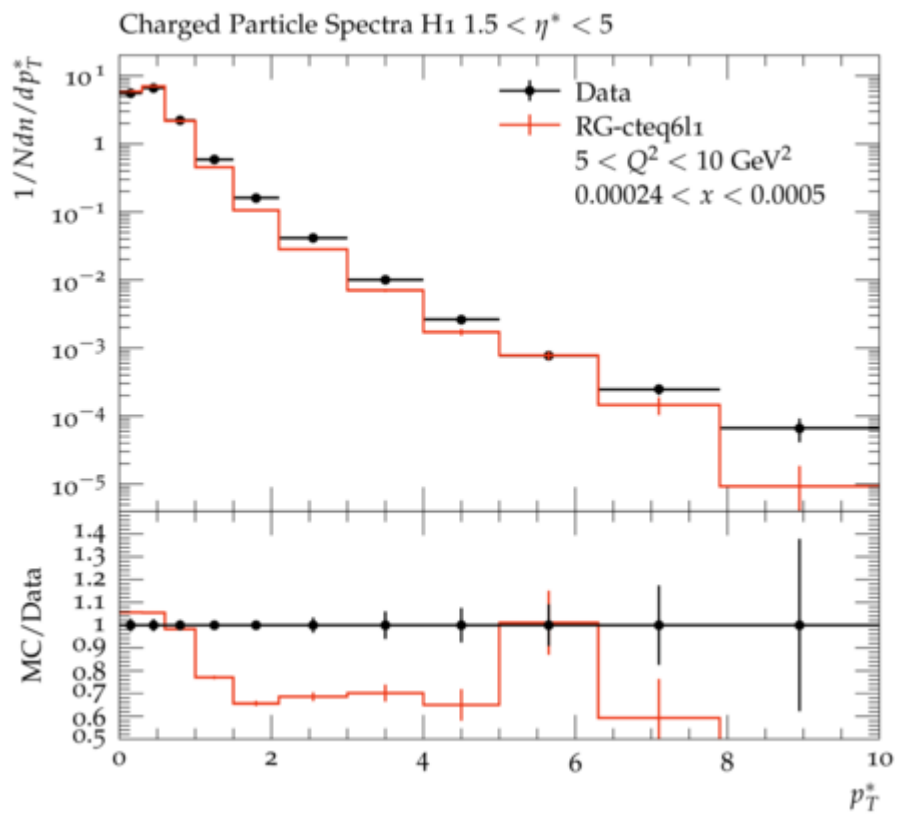 Charged Particle Spectra H1 1.5 < η* < 5
1/Ndn/dp*T
10^1
1
10^−1
10^−2
10^−3
10^−4
10^−5
Data
RG-cteq6l1
5 < Q^2 < 10 GeV^2
0.00024 < x < 0.0005
MC/Data
1.4
1.3
1.2
1.1
1
0.9
0.8
0.7
0.6
0.5
0 2 4 6 8 10
p*T